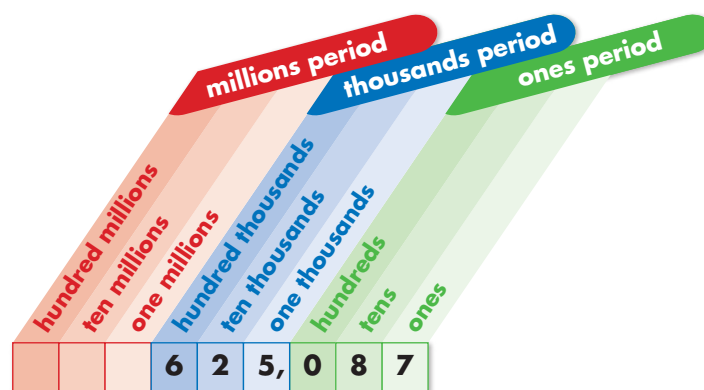 millions period
thousands period
ones period
hundred millions
ten millions
one millions
hundred thousands
ten thousands
one thousands
hundreds
tens
ones
6 2 5, 0 8 7